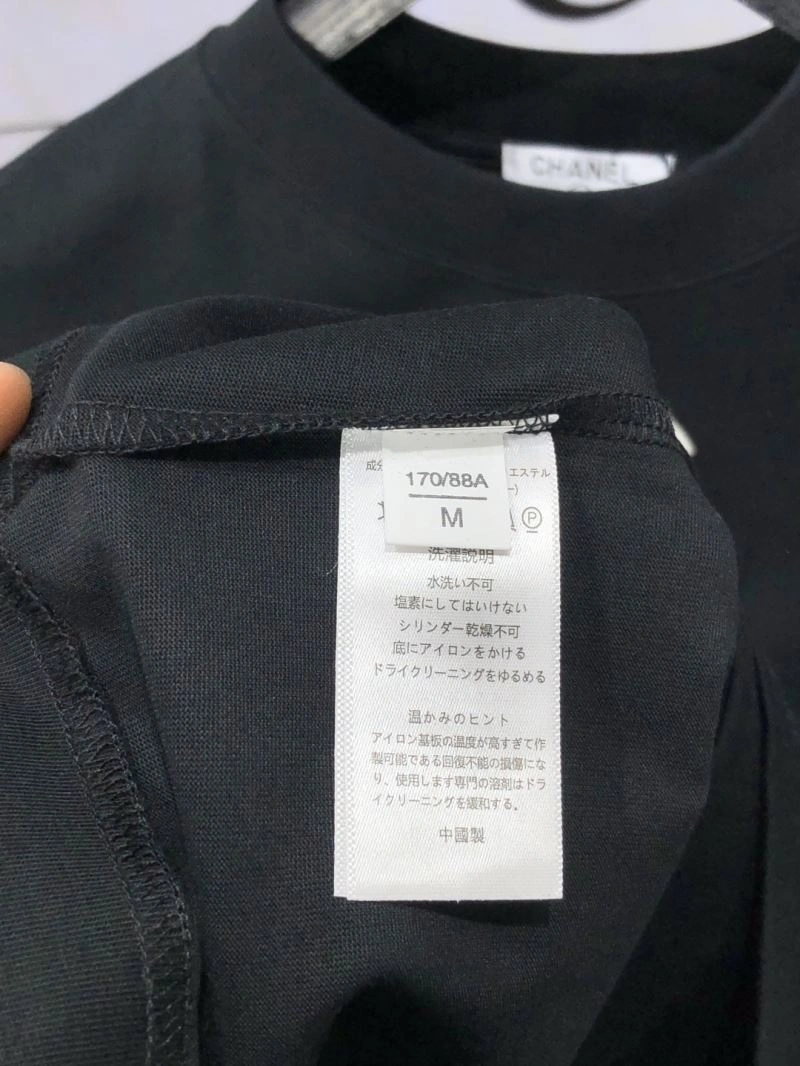 CHANEL
170/88A
M
エステル
洗濯説明
水洗い不可
塩素にしてはいけない
シリンダー乾燥不可
底にアイロンをかける
ドライクリーニングをゆるめる
温かみのヒント
アイロン基板の温度が高すぎて作
製可能である回復不能の損傷にな
り、使用します専門の溶剤はドラ
イクリーニングを緩和する。
中國製